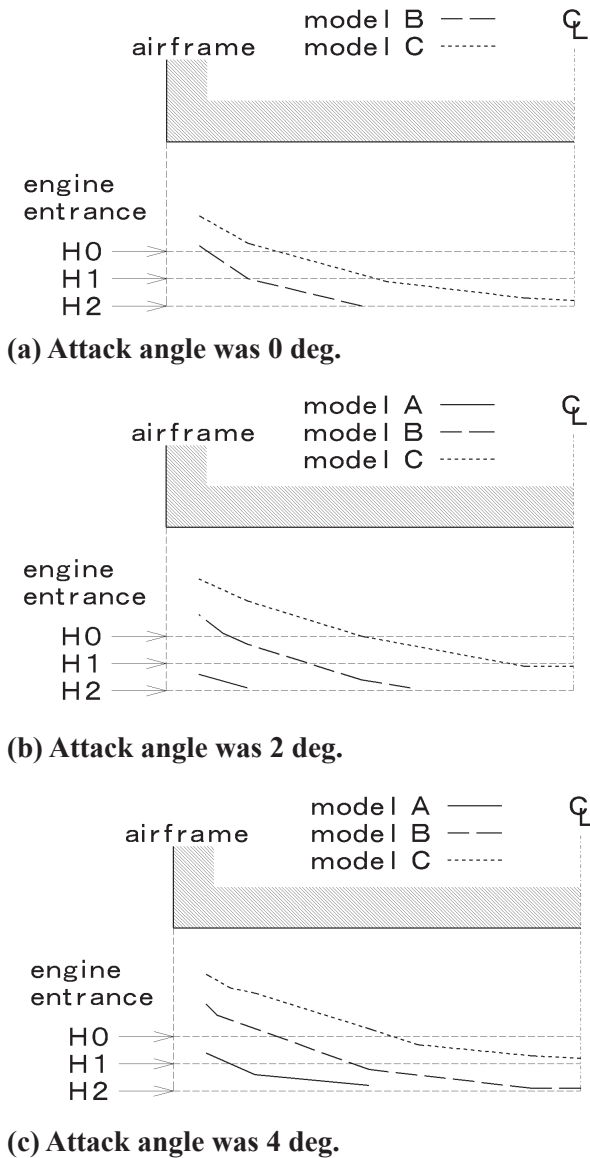 model B
model C
℄
airframe
engine
entrance
H0
H1
H2
(a) Attack angle was 0 deg.
model A
model B
model C
℄
airframe
engine
entrance
H0
H1
H2
(b) Attack angle was 2 deg.
model A
model B
model C
℄
airframe
engine
entrance
H0
H1
H2
(c) Attack angle was 4 deg.